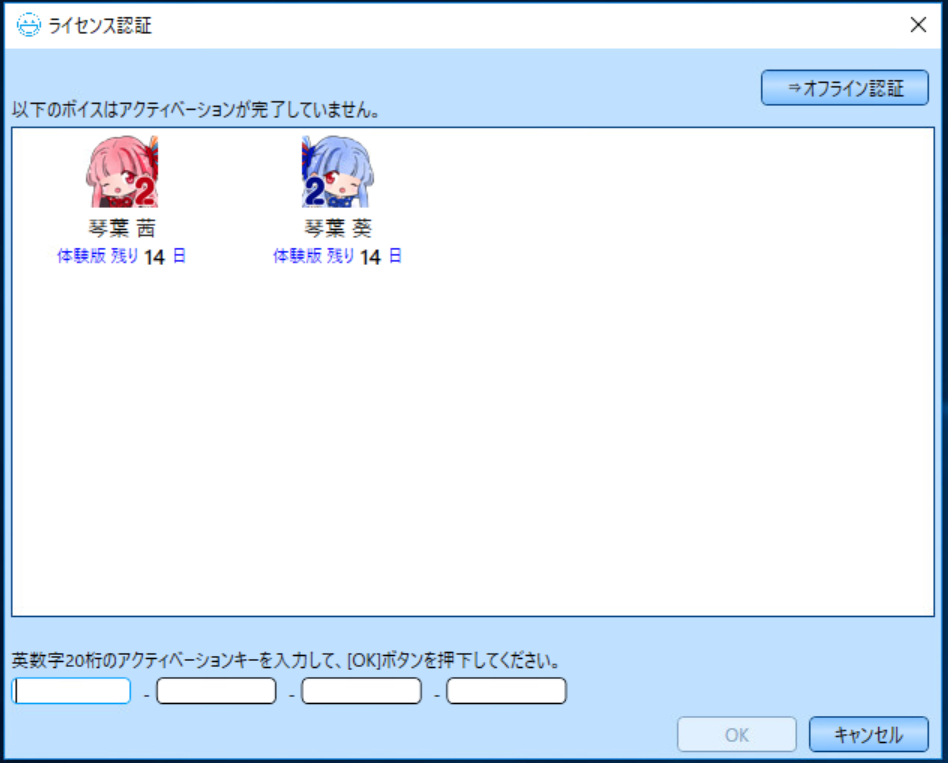 ライセンス認証
⇒オフライン認証
以下のボイスはアクティベーションが完了していません。
2 2
琴葉 茜 琴葉 葵
体験版 残り 14 日 体験版 残り 14 日
英数字20桁のアクティベーションキーを入力して、[OK]ボタンを押下してください。
- - -
OK キャンセル